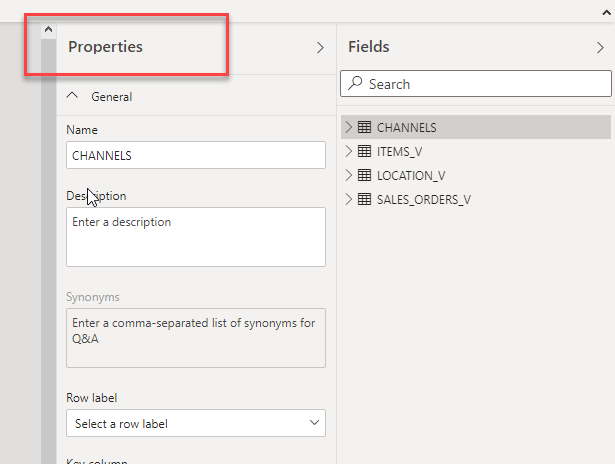 Properties
General
Name
CHANNELS
Description
Enter a description
Synonyms
Enter a comma-separated list of synonyms for
Q&A
Row label
Select a row label
Key column
Fields
Search
CHANNELS
ITEMS_V
LOCATION_V
SALES_ORDERS_V